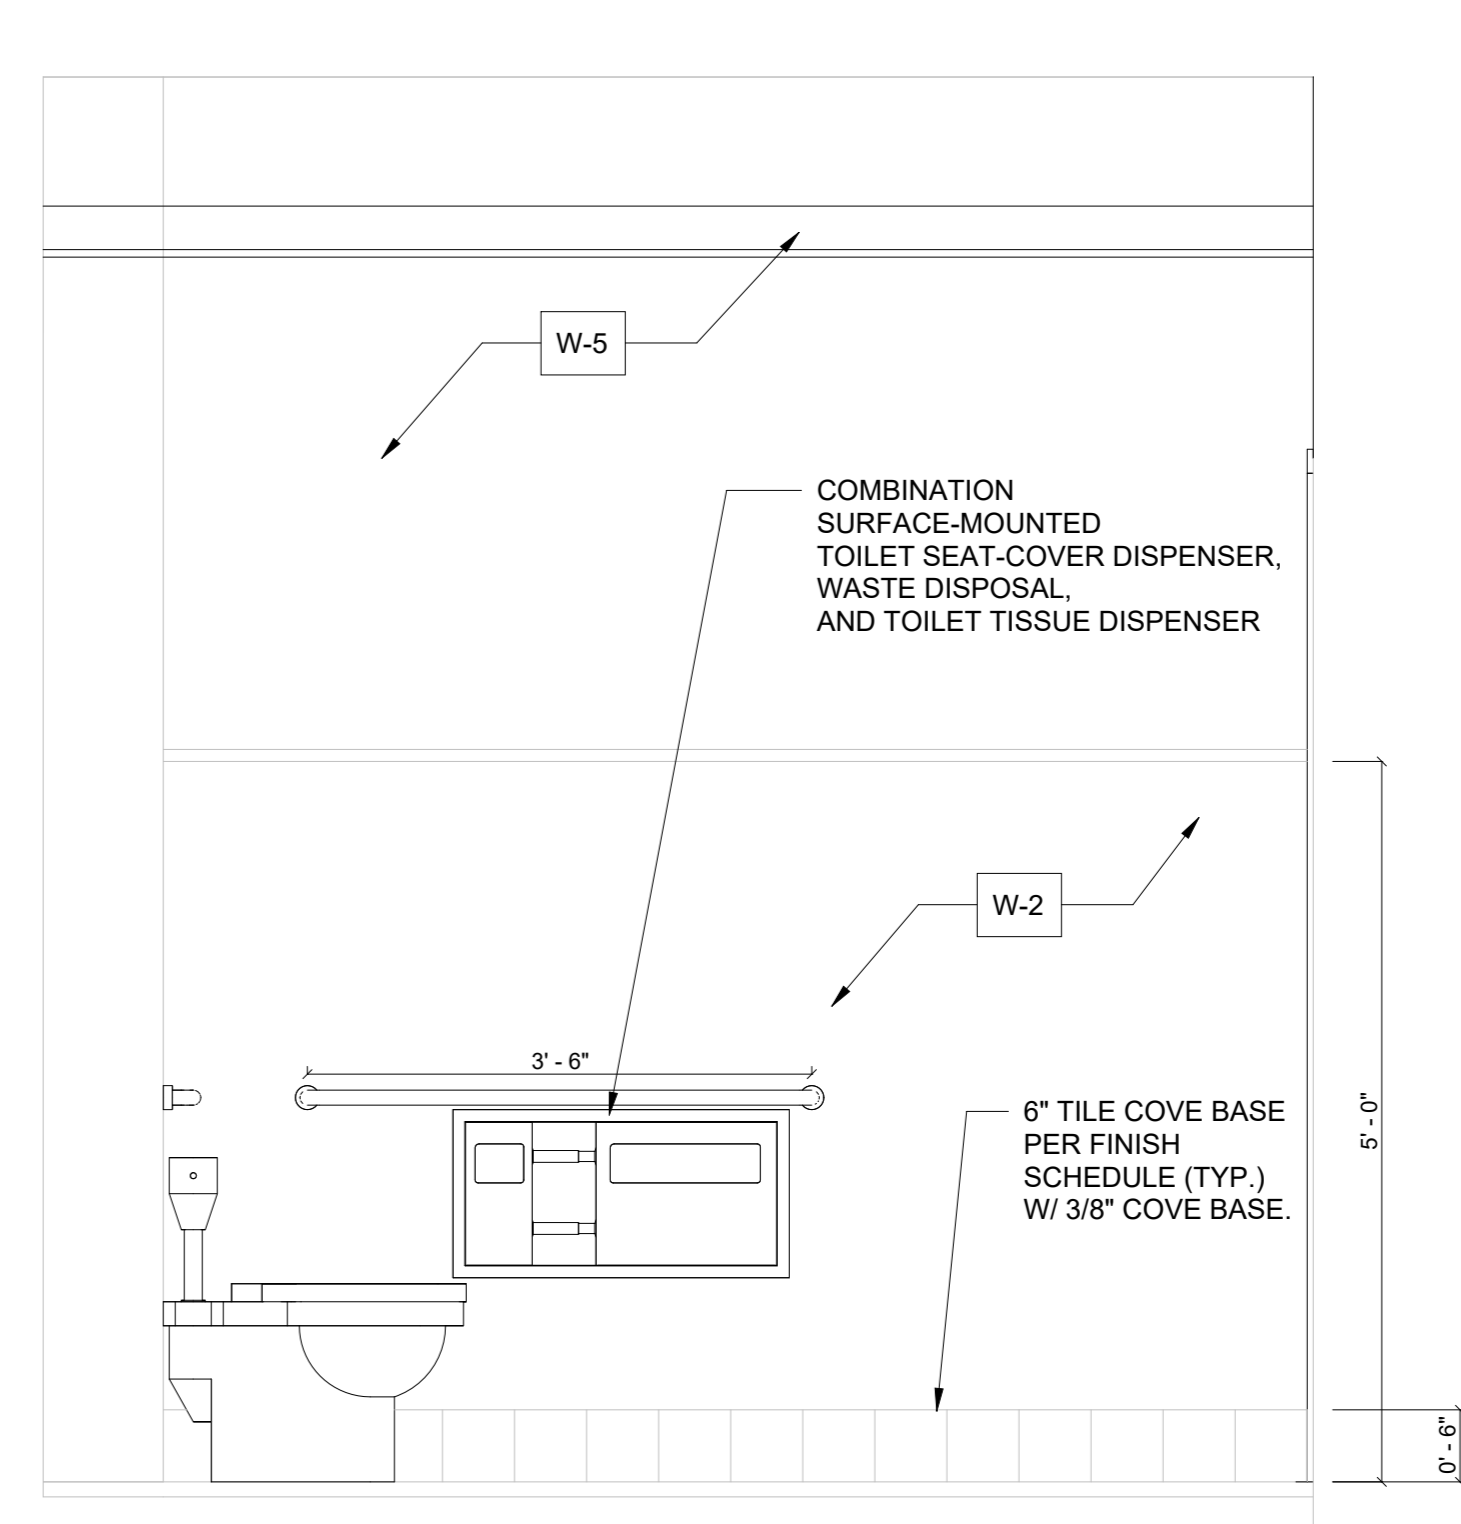 W-5
COMBINATION
SURFACE-MOUNTED
TOILET SEAT-COVER DISPENSER,
WASTE DISPOSAL,
AND TOILET TISSUE DISPENSER
W-2
3' - 6"
6" TILE COVE BASE
PER FINISH
SCHEDULE (TYP.)
W/ 3/8" COVE BASE.
5' - 0"
0' - 6"